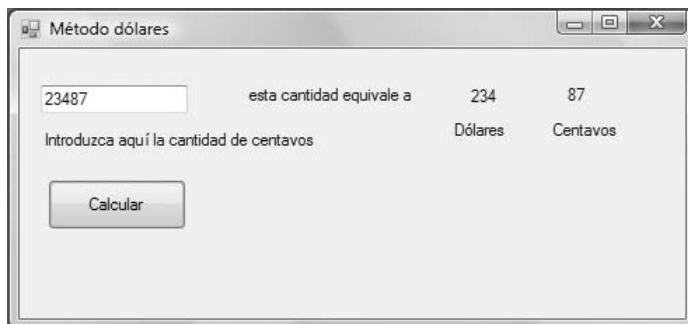 Método dólares
23487 esta cantidad equivale a 234 87
Introduzca aquí la cantidad de centavos Dólares Centavos
Calcular